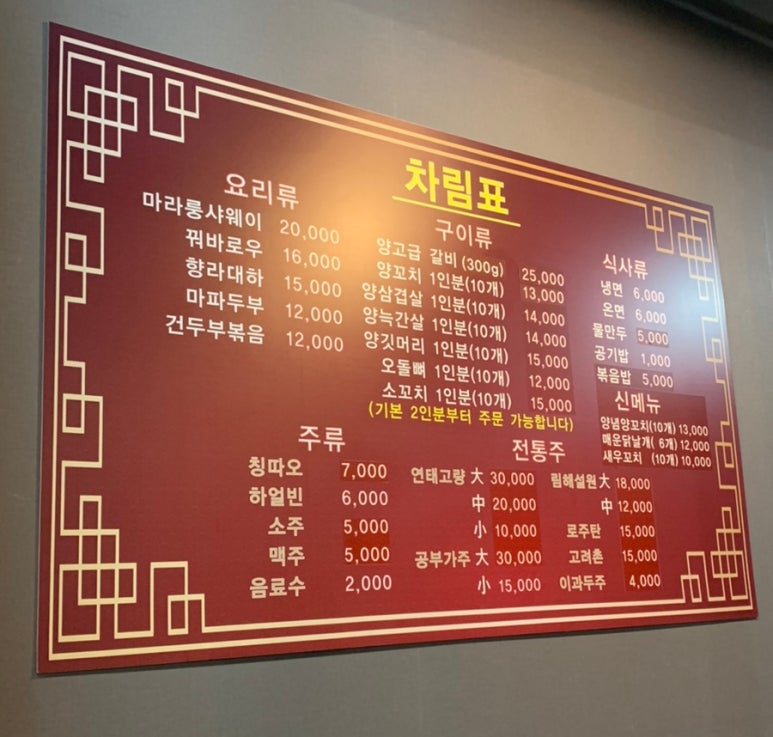 차림표
요리류
마라룽샤웨이 20,000
꿔바로우 16,000
향라대하 15,000
마파두부 12,000
건두부볶음 12,000
구이류
양고급 갈비 (300g) 25,000
양꼬치 1인분(10개) 13,000
양삼겹살 1인분(10개) 14,000
양늑간살 1인분(10개) 14,000
양깃머리 1인분(10개) 15,000
오돌뼈 1인분(10개) 12,000
소꼬치 1인분(10개) 15,000
(기본 2인분부터 주문 가능합니다)
식사류
냉면 6,000
온면 6,000
물만두 5,000
공기밥 1,000
볶음밥 5,000
신메뉴
양념양꼬치(10개) 13,000
매운닭날개( 6개) 12,000
새우꼬치 (10개) 10,000
주류
칭따오 7,000
하얼빈 6,000
소주 5,000
맥주 5,000
음료수 2,000
전통주
연태고량 大 30,000
中 20,000
小 10,000
공부가주 大 30,000
小 15,000
림해설원 大 18,000
中 12,000
로주탄 15,000
고려촌 15,000
이과두주 4,000